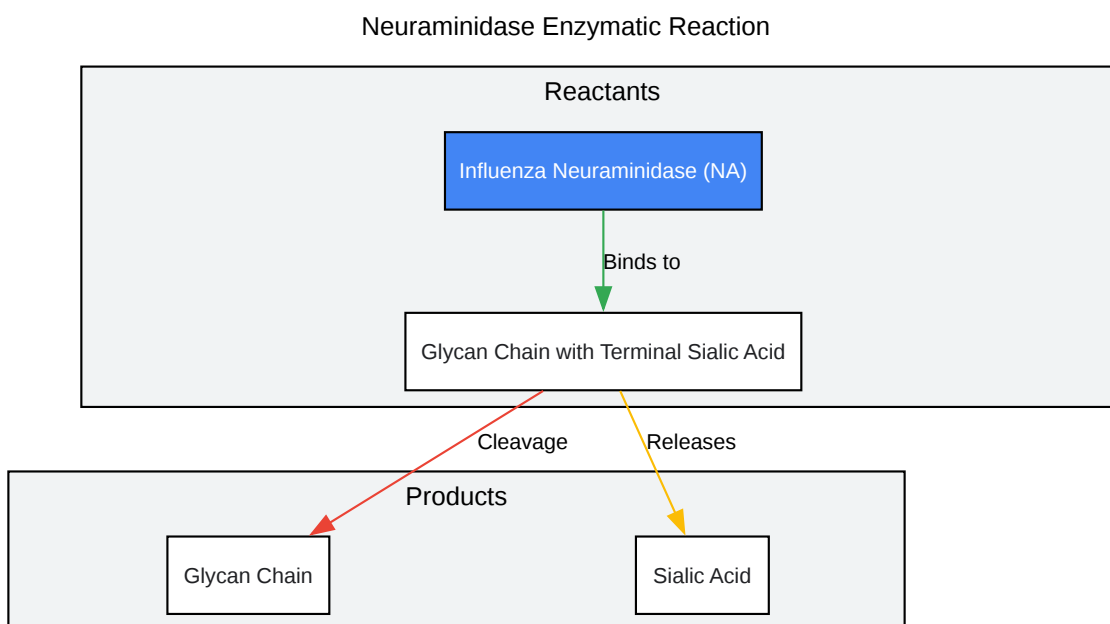 Neuraminidase Enzymatic Reaction
Reactants
Influenza Neuraminidase (NA)
Binds to
Glycan Chain with Terminal Sialic Acid
Cleavage
Releases
Products
Glycan Chain
Sialic Acid